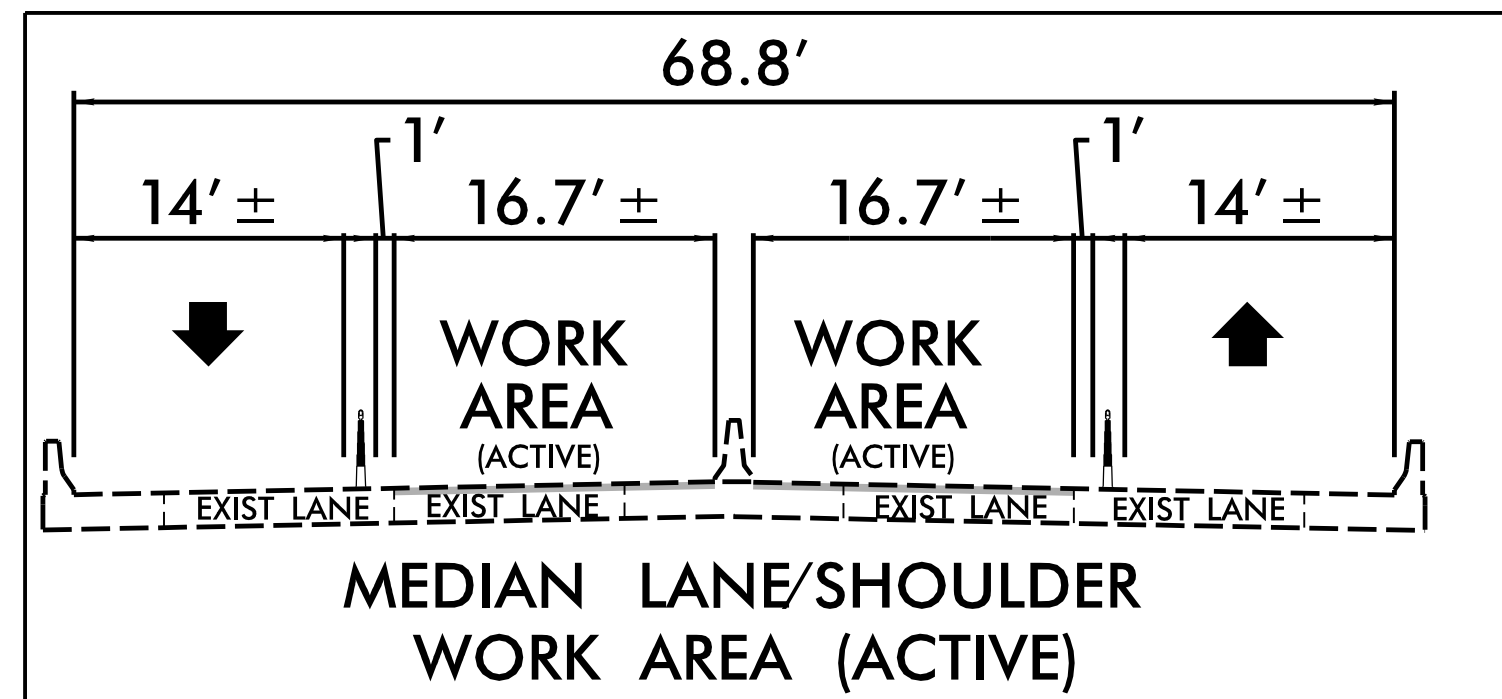 68.8'
1' 1'
14' ± 16.7' ± 16.7' ± 14' ±
WORK WORK
AREA AREA
(ACTIVE) (ACTIVE)
EXIST LANE EXIST LANE EXIST LANE EXIST LANE
MEDIAN LANE/SHOULDER
WORK AREA (ACTIVE)